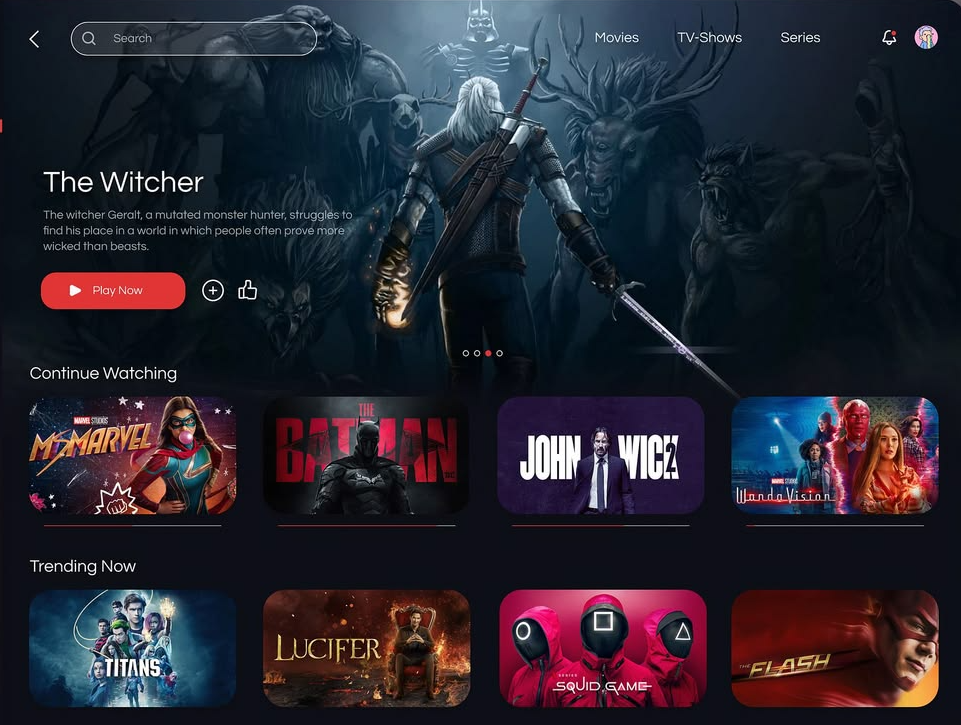 Search
Movies
TV-Shows
Series
The Witcher
The witcher Geralt, a mutated monster hunter, struggles to
find his place in a world in which people often prove more
wicked than beasts.
Play Now
Continue Watching
MARVEL STUDIOS
MS MARVEL
THE
BATMAN
JOHN WICK 2
MARVEL STUDIOS
WandaVision
Trending Now
TITANS
LUCIFER
SERIES
SQUID GAME
THE FLASH